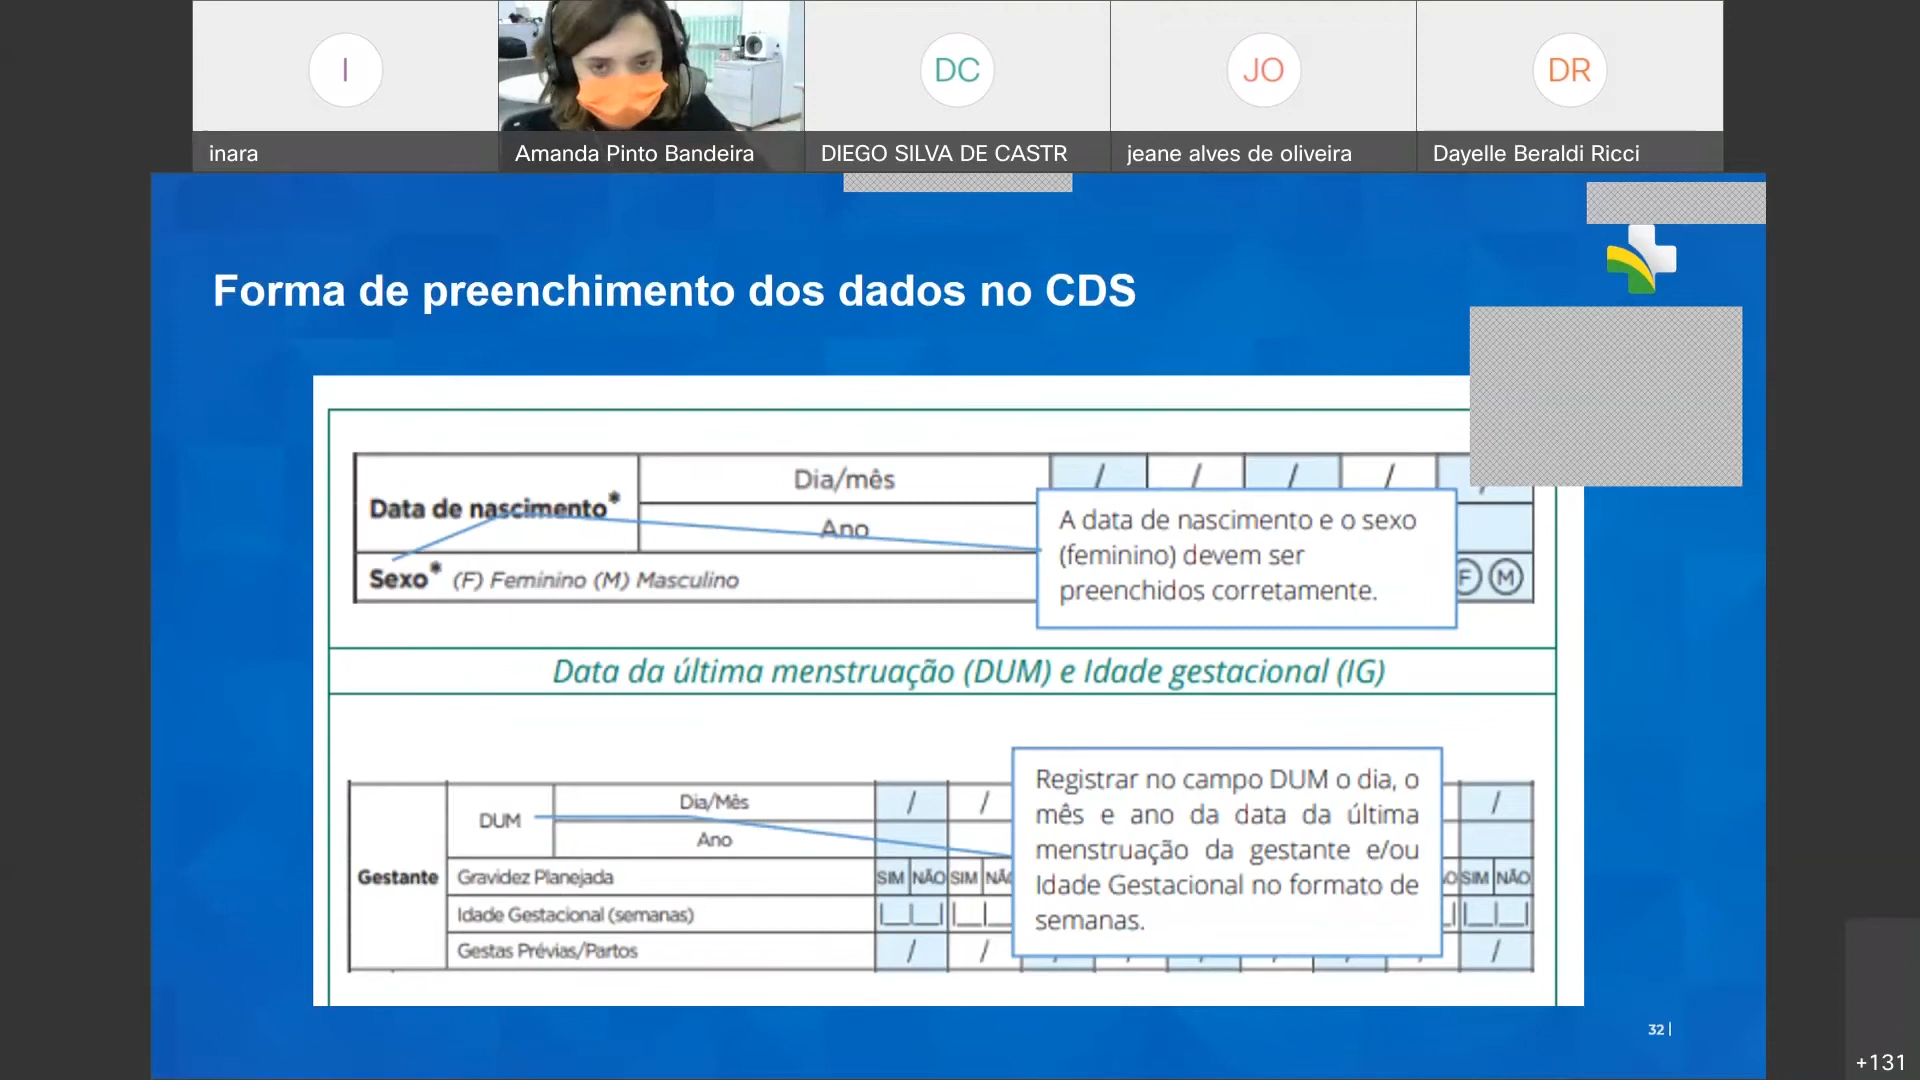 I
DC
JO
DR
inara
Amanda Pinto Bandeira
DIEGO SILVA DE CASTR
jeane alves de oliveira
Dayelle Beraldi Ricci
Forma de preenchimento dos dados no CDS
Data de nascimento*
Dia/mês
/ / / /
Ano
Sexo* (F) Feminino (M) Masculino
F M
A data de nascimento e o sexo
(feminino) devem ser
preenchidos corretamente.
Data da última menstruação (DUM) e Idade gestacional (IG)
Gestante
DUM
Dia/Mês
/ / /
Ano
Gravidez Planejada
SIM NÃO SIM
SIM NÃO
Idade Gestacional (semanas)
Gestas Prévias/Partos
/ / /
Registrar no campo DUM o dia, o
mês e ano da data da última
menstruação da gestante e/ou
Idade Gestacional no formato de
semanas.
32 |
+131